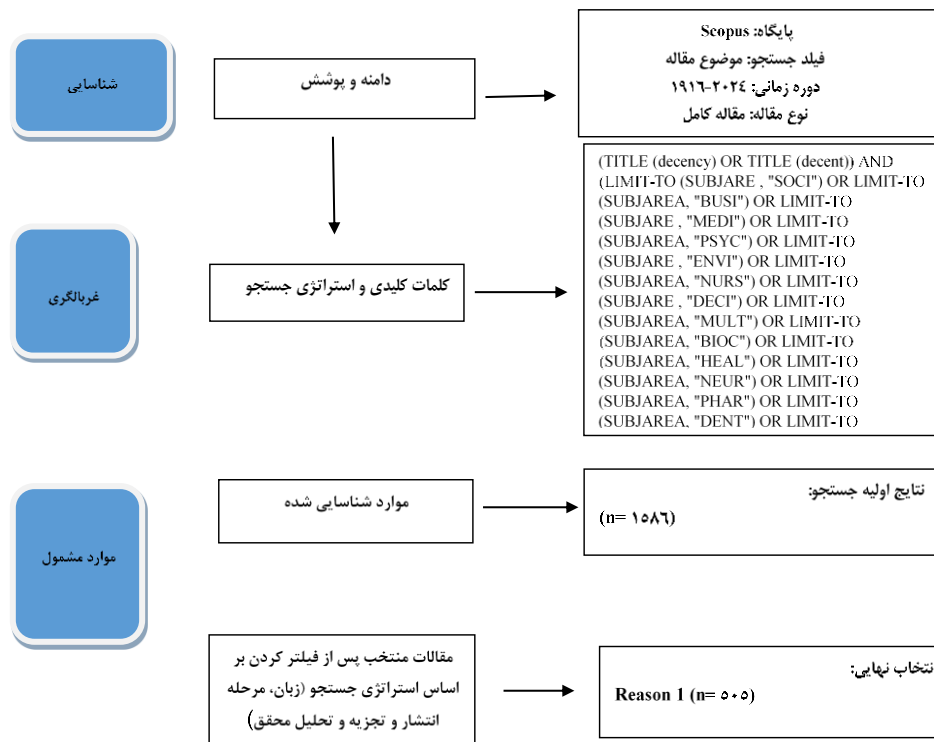 شناسایی
دامنه و پوشش
پایگاه: Scopus
فیلد جستجو: موضوع مقاله
دوره زمانی: ١٩١٦-٢٠٢٤
نوع مقاله: مقاله کامل
غربالگری
کلمات کلیدی و استراتژی جستجو
(TITLE (decency) OR TITLE (decent)) AND
(LIMIT-TO (SUBJARE , "SOCI") OR LIMIT-TO
(SUBJAREA, "BUSI") OR LIMIT-TO
(SUBJARE , "MEDI") OR LIMIT-TO
(SUBJAREA, "PSYC") OR LIMIT-TO
(SUBJARE , "ENVI") OR LIMIT-TO
(SUBJAREA, "NURS") OR LIMIT-TO
(SUBJARE , "DECI") OR LIMIT-TO
(SUBJAREA, "MULT") OR LIMIT-TO
(SUBJAREA, "BIOC") OR LIMIT-TO
(SUBJAREA, "HEAL") OR LIMIT-TO
(SUBJAREA, "NEUR") OR LIMIT-TO
(SUBJAREA, "PHAR") OR LIMIT-TO
(SUBJAREA, "DENT") OR LIMIT-TO
موارد مشمول
موارد شناسایی شده
نتایج اولیه جستجو:
(n= ١٥٨٦)
مقالات منتخب پس از فیلتر کردن بر
اساس استراتژی جستجو (زبان، مرحله
انتشار و تجزیه و تحلیل محقق)
نتخاب نهایی:
Reason 1 (n= ٥٠٥)